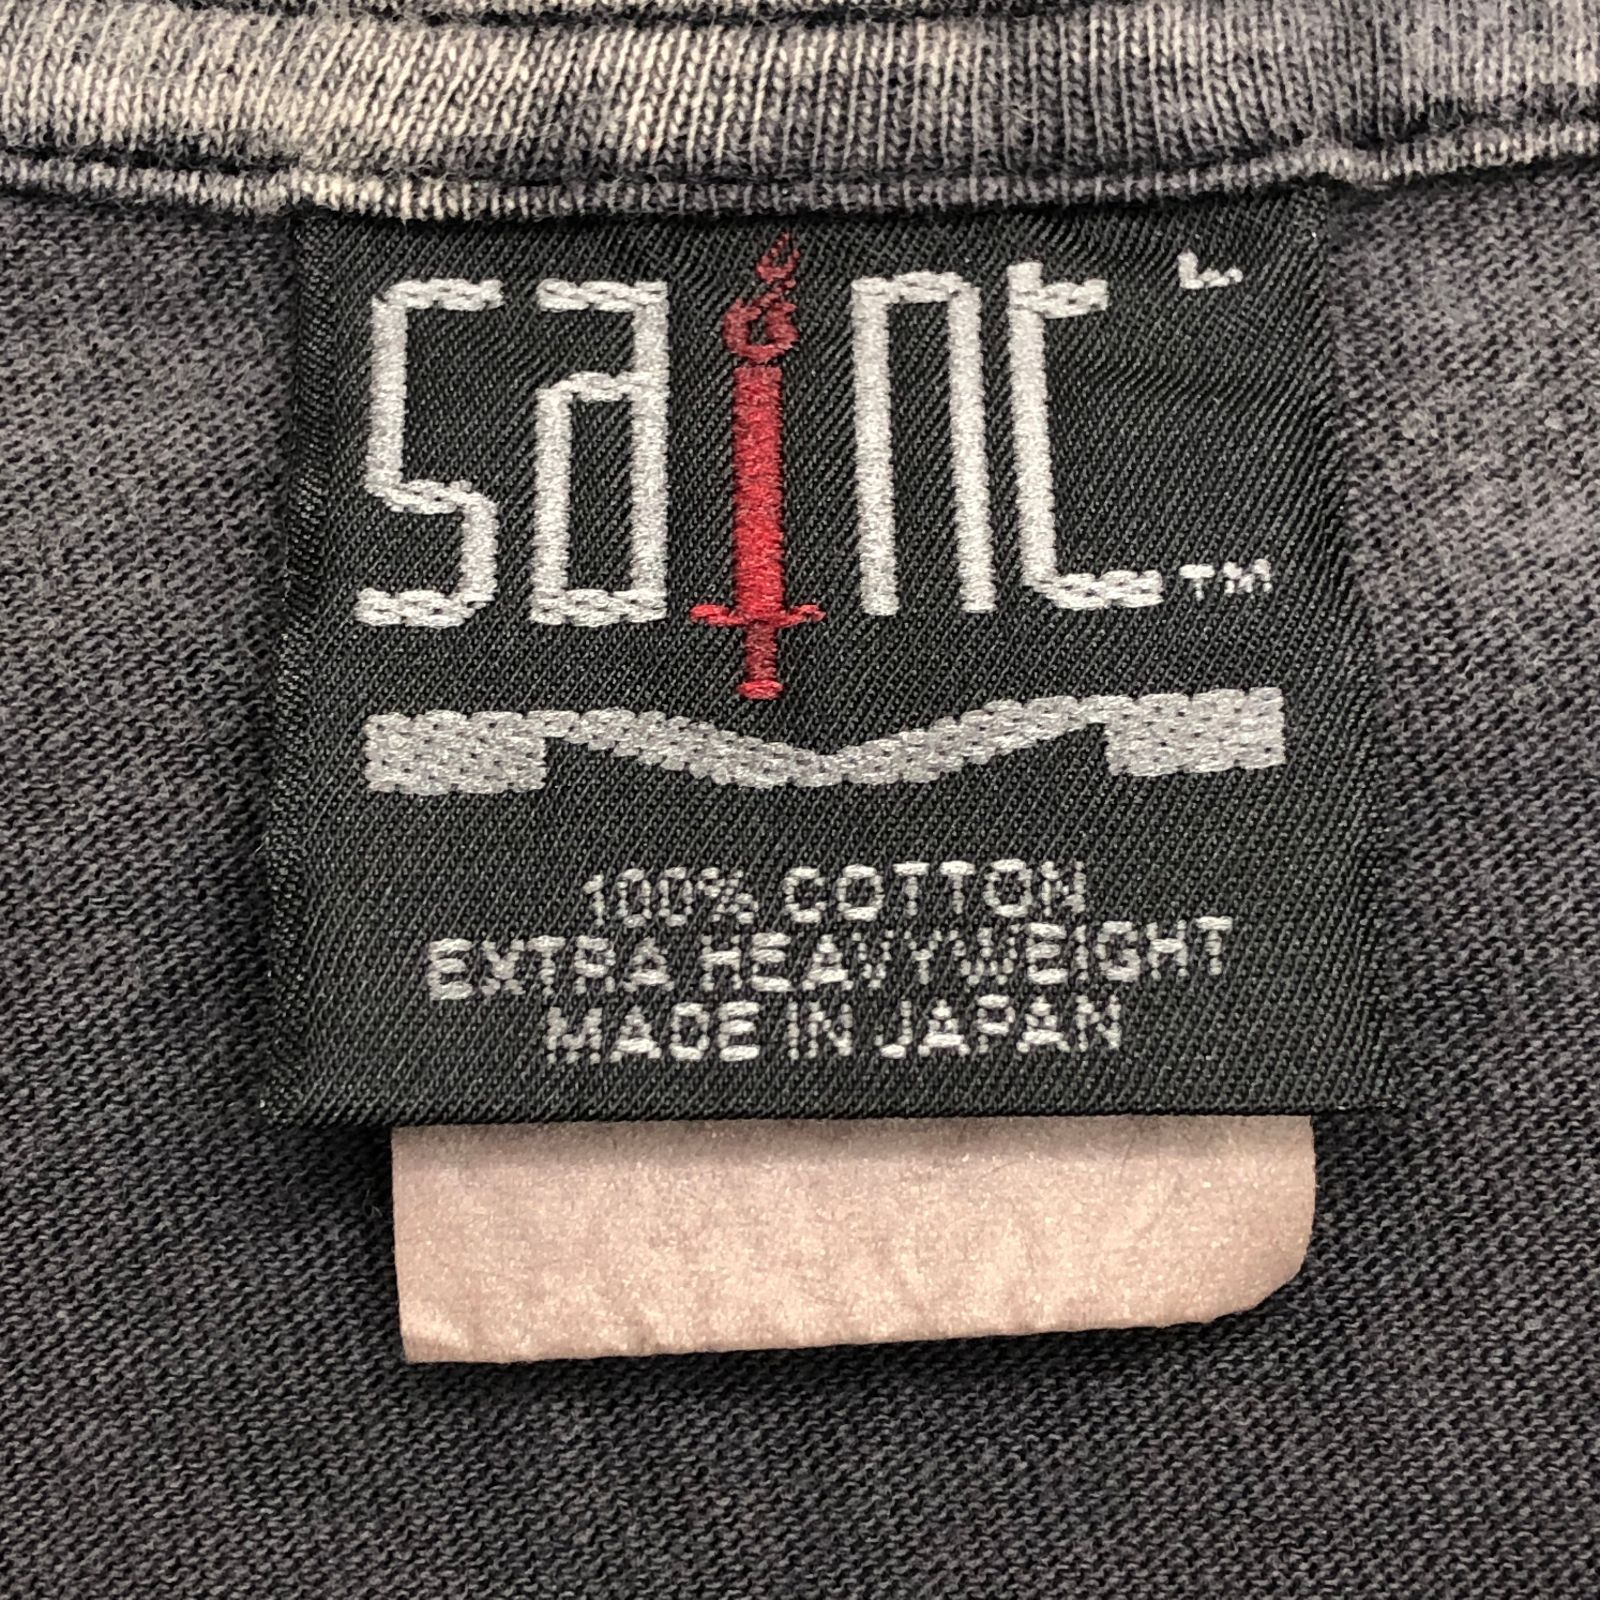 SaINt L
™
100% COTTON
EXTRA HEAVYWEIGHT
MADE IN JAPAN